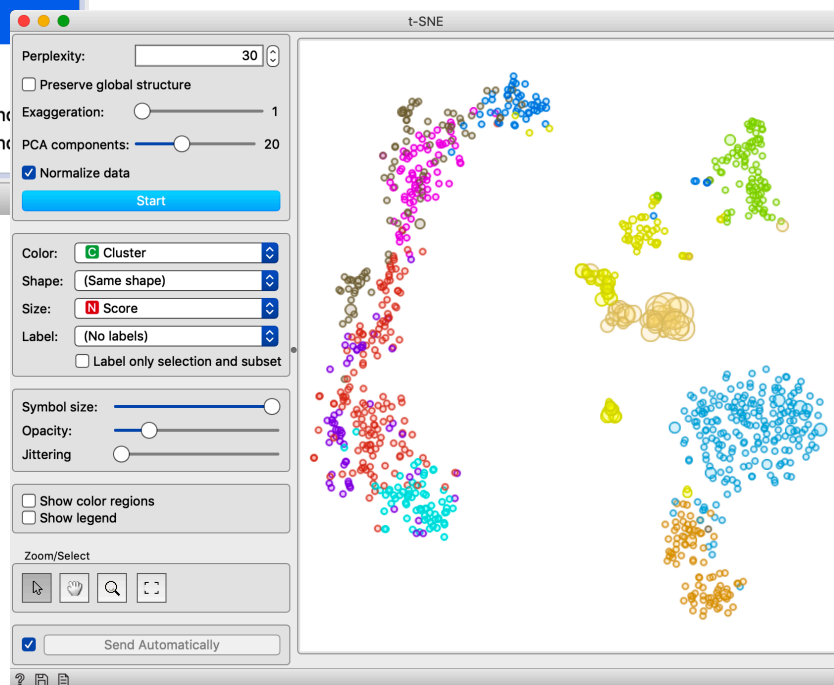 t-SNE
Perplexity: 30
Preserve global structure
Exaggeration: 1
PCA components: 20
Normalize data
Start
Color: C Cluster
Shape: (Same shape)
Size: N Score
Label: (No labels)
Label only selection and subset
Symbol size:
Opacity:
Jittering
Show color regions
Show legend
Zoom/Select
Send Automatically
?